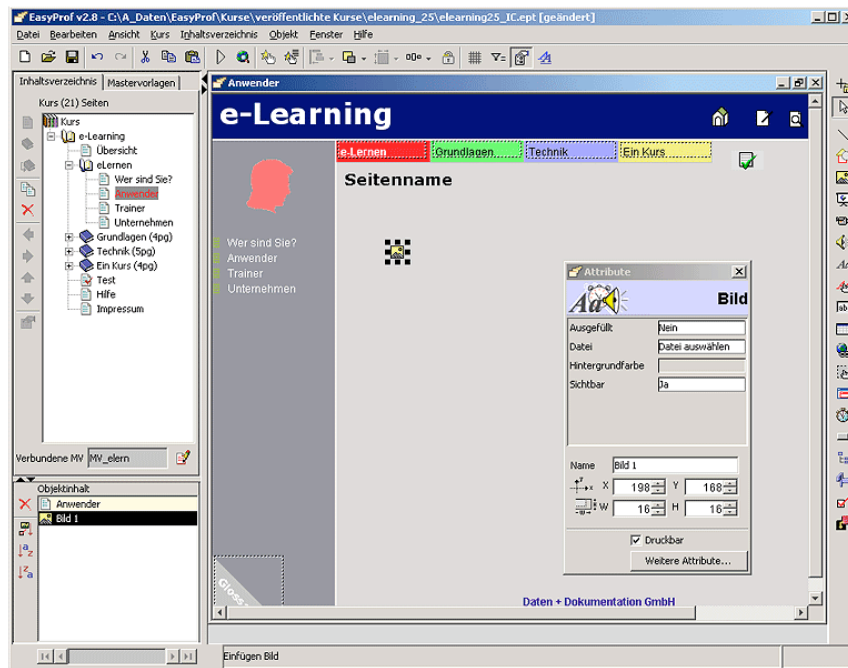 EasyProf v2.8 - C:\A_Daten\EasyProf\Kurse\veröffentlichte Kurse\elearning_25\elearning25_IC.ept [geändert]
Datei Bearbeiten Ansicht Kurs Inhaltsverzeichnis Objekt Fenster Hilfe
Inhaltsverzeichnis Mastervorlagen
Kurs (21) Seiten
Kurs
e-Learning
Übersicht
eLernen
Wer sind Sie?
Anwender
Trainer
Unternehmen
Grundlagen (4pg)
Technik (5pg)
Ein Kurs (4pg)
Test
Hilfe
Impressum
Verbundene MV MV_elern
Objektinhalt
Anwender
Bild 1
Anwender
e-Learning
e-Lernen Grundlagen Technik Ein Kurs
Seitenname
Wer sind Sie?
Anwender
Trainer
Unternehmen
Glossa
Daten + Dokumentation GmbH
Attribute
Bild
Ausgefüllt Nein
Datei Datei auswählen
Hintergrundfarbe
Sichtbar Ja
Name Bild 1
X 198 Y 168
W 16 H 16
Druckbar
Weitere Attribute...
Einfügen Bild